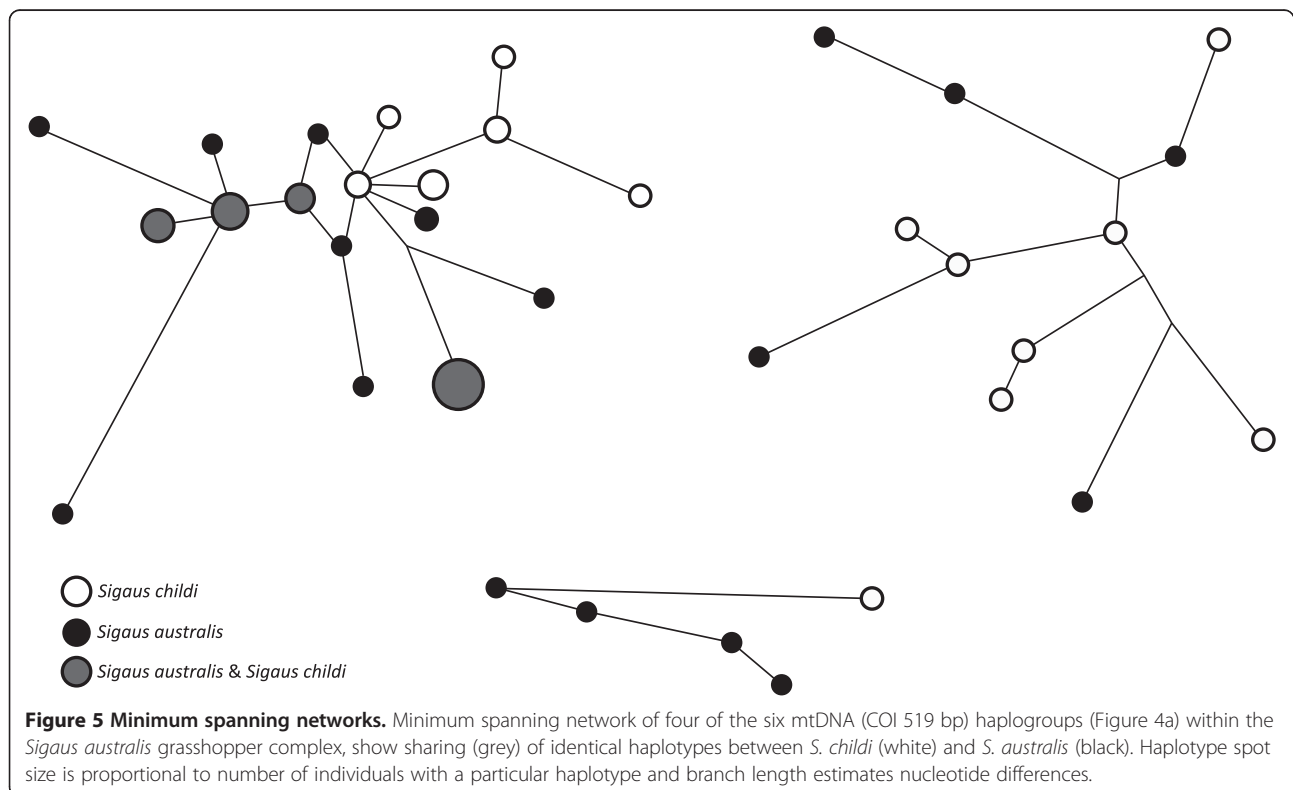 Sigaus childi
Sigaus australis
Sigaus australis & Sigaus childi
Figure 5 Minimum spanning networks. Minimum spanning network of four of the six mtDNA (COI 519 bp) haplogroups (Figure 4a) within the
Sigaus australis grasshopper complex, show sharing (grey) of identical haplotypes between S. childi (white) and S. australis (black). Haplotype spot
size is proportional to number of individuals with a particular haplotype and branch length estimates nucleotide differences.